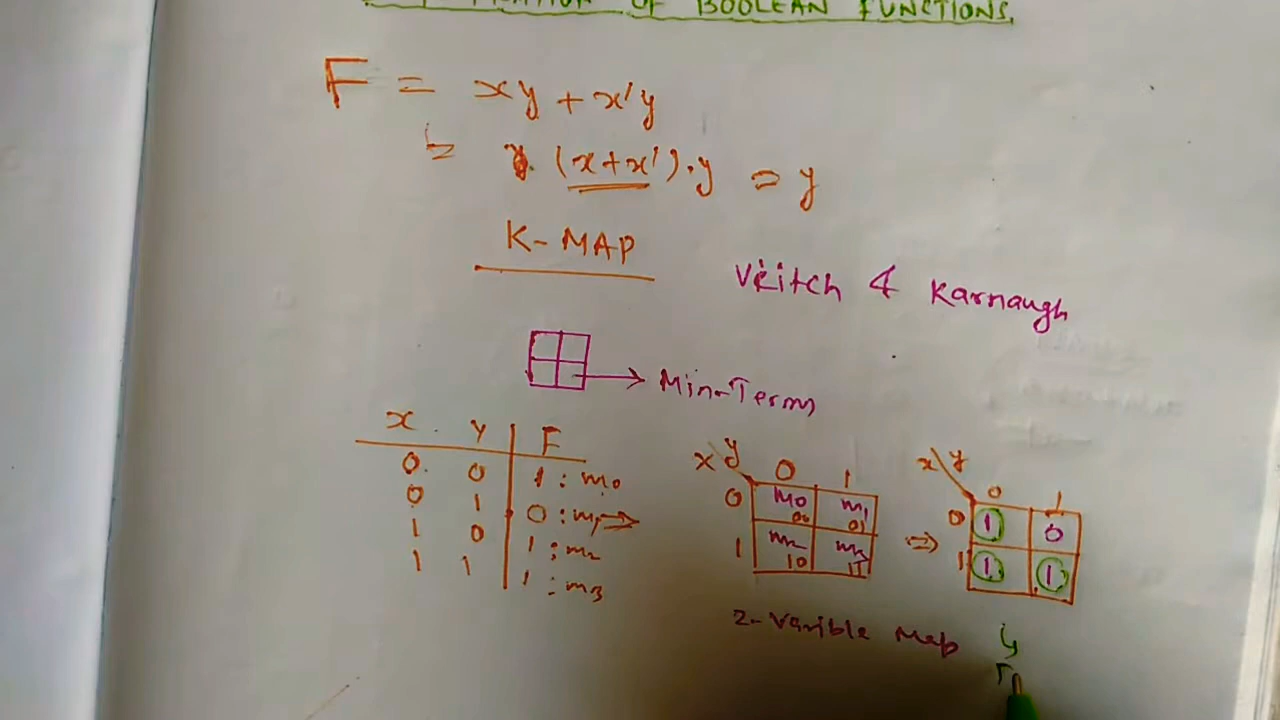 OF BOOLEAN FUNCTIONS
F = xy + x'y
↳ (x+x').y = y
K-MAP
Veitch & Karnaugh
Min-Term
x y F
0 0 1 : m0
0 1 0 : m1 →
1 0 1 : m2
1 1 1 : m3
x y 0 1
0 m0 00 m1 01
1 m2 10 m3 11
⇒
x y 0 1
0 1 0
1 1 1
2-Varible Map